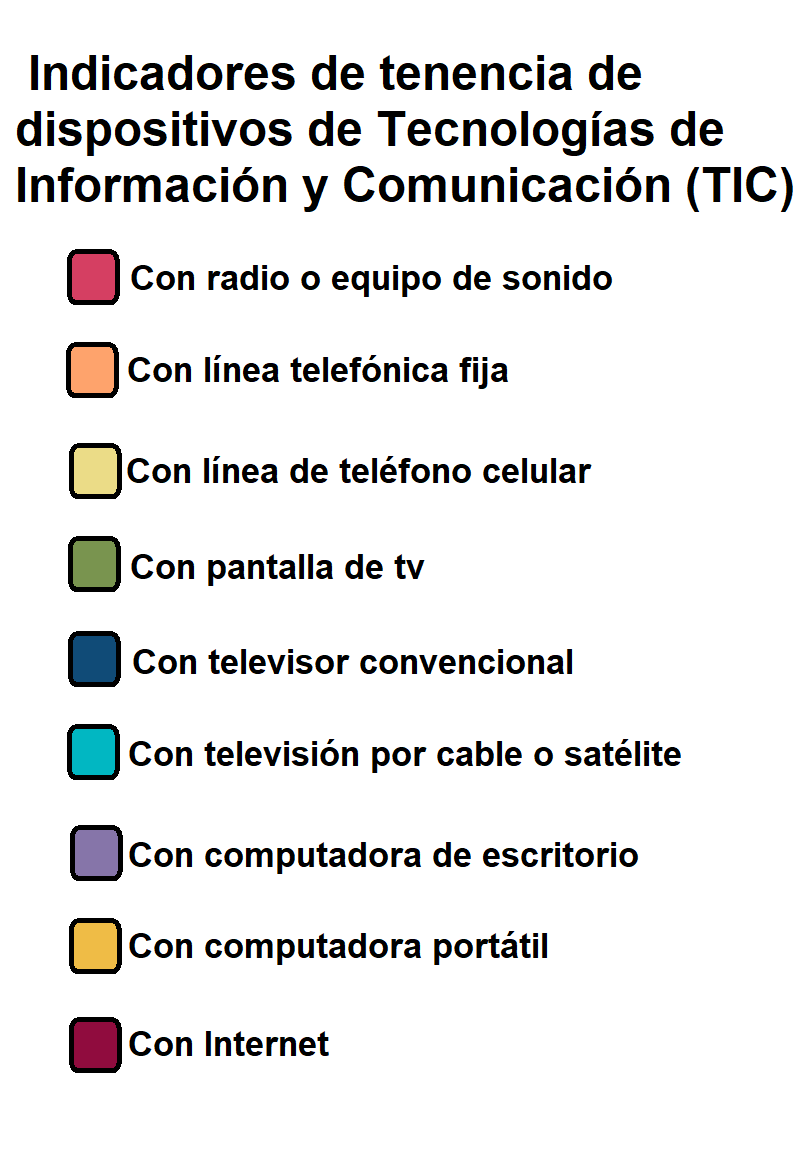 Indicadores de tenencia de
dispositivos de Tecnologías de
Información y Comunicación (TIC)
Con radio o equipo de sonido
Con línea telefónica fija
Con línea de teléfono celular
Con pantalla de tv
Con televisor convencional
Con televisión por cable o satélite
Con computadora de escritorio
Con computadora portátil
Con Internet